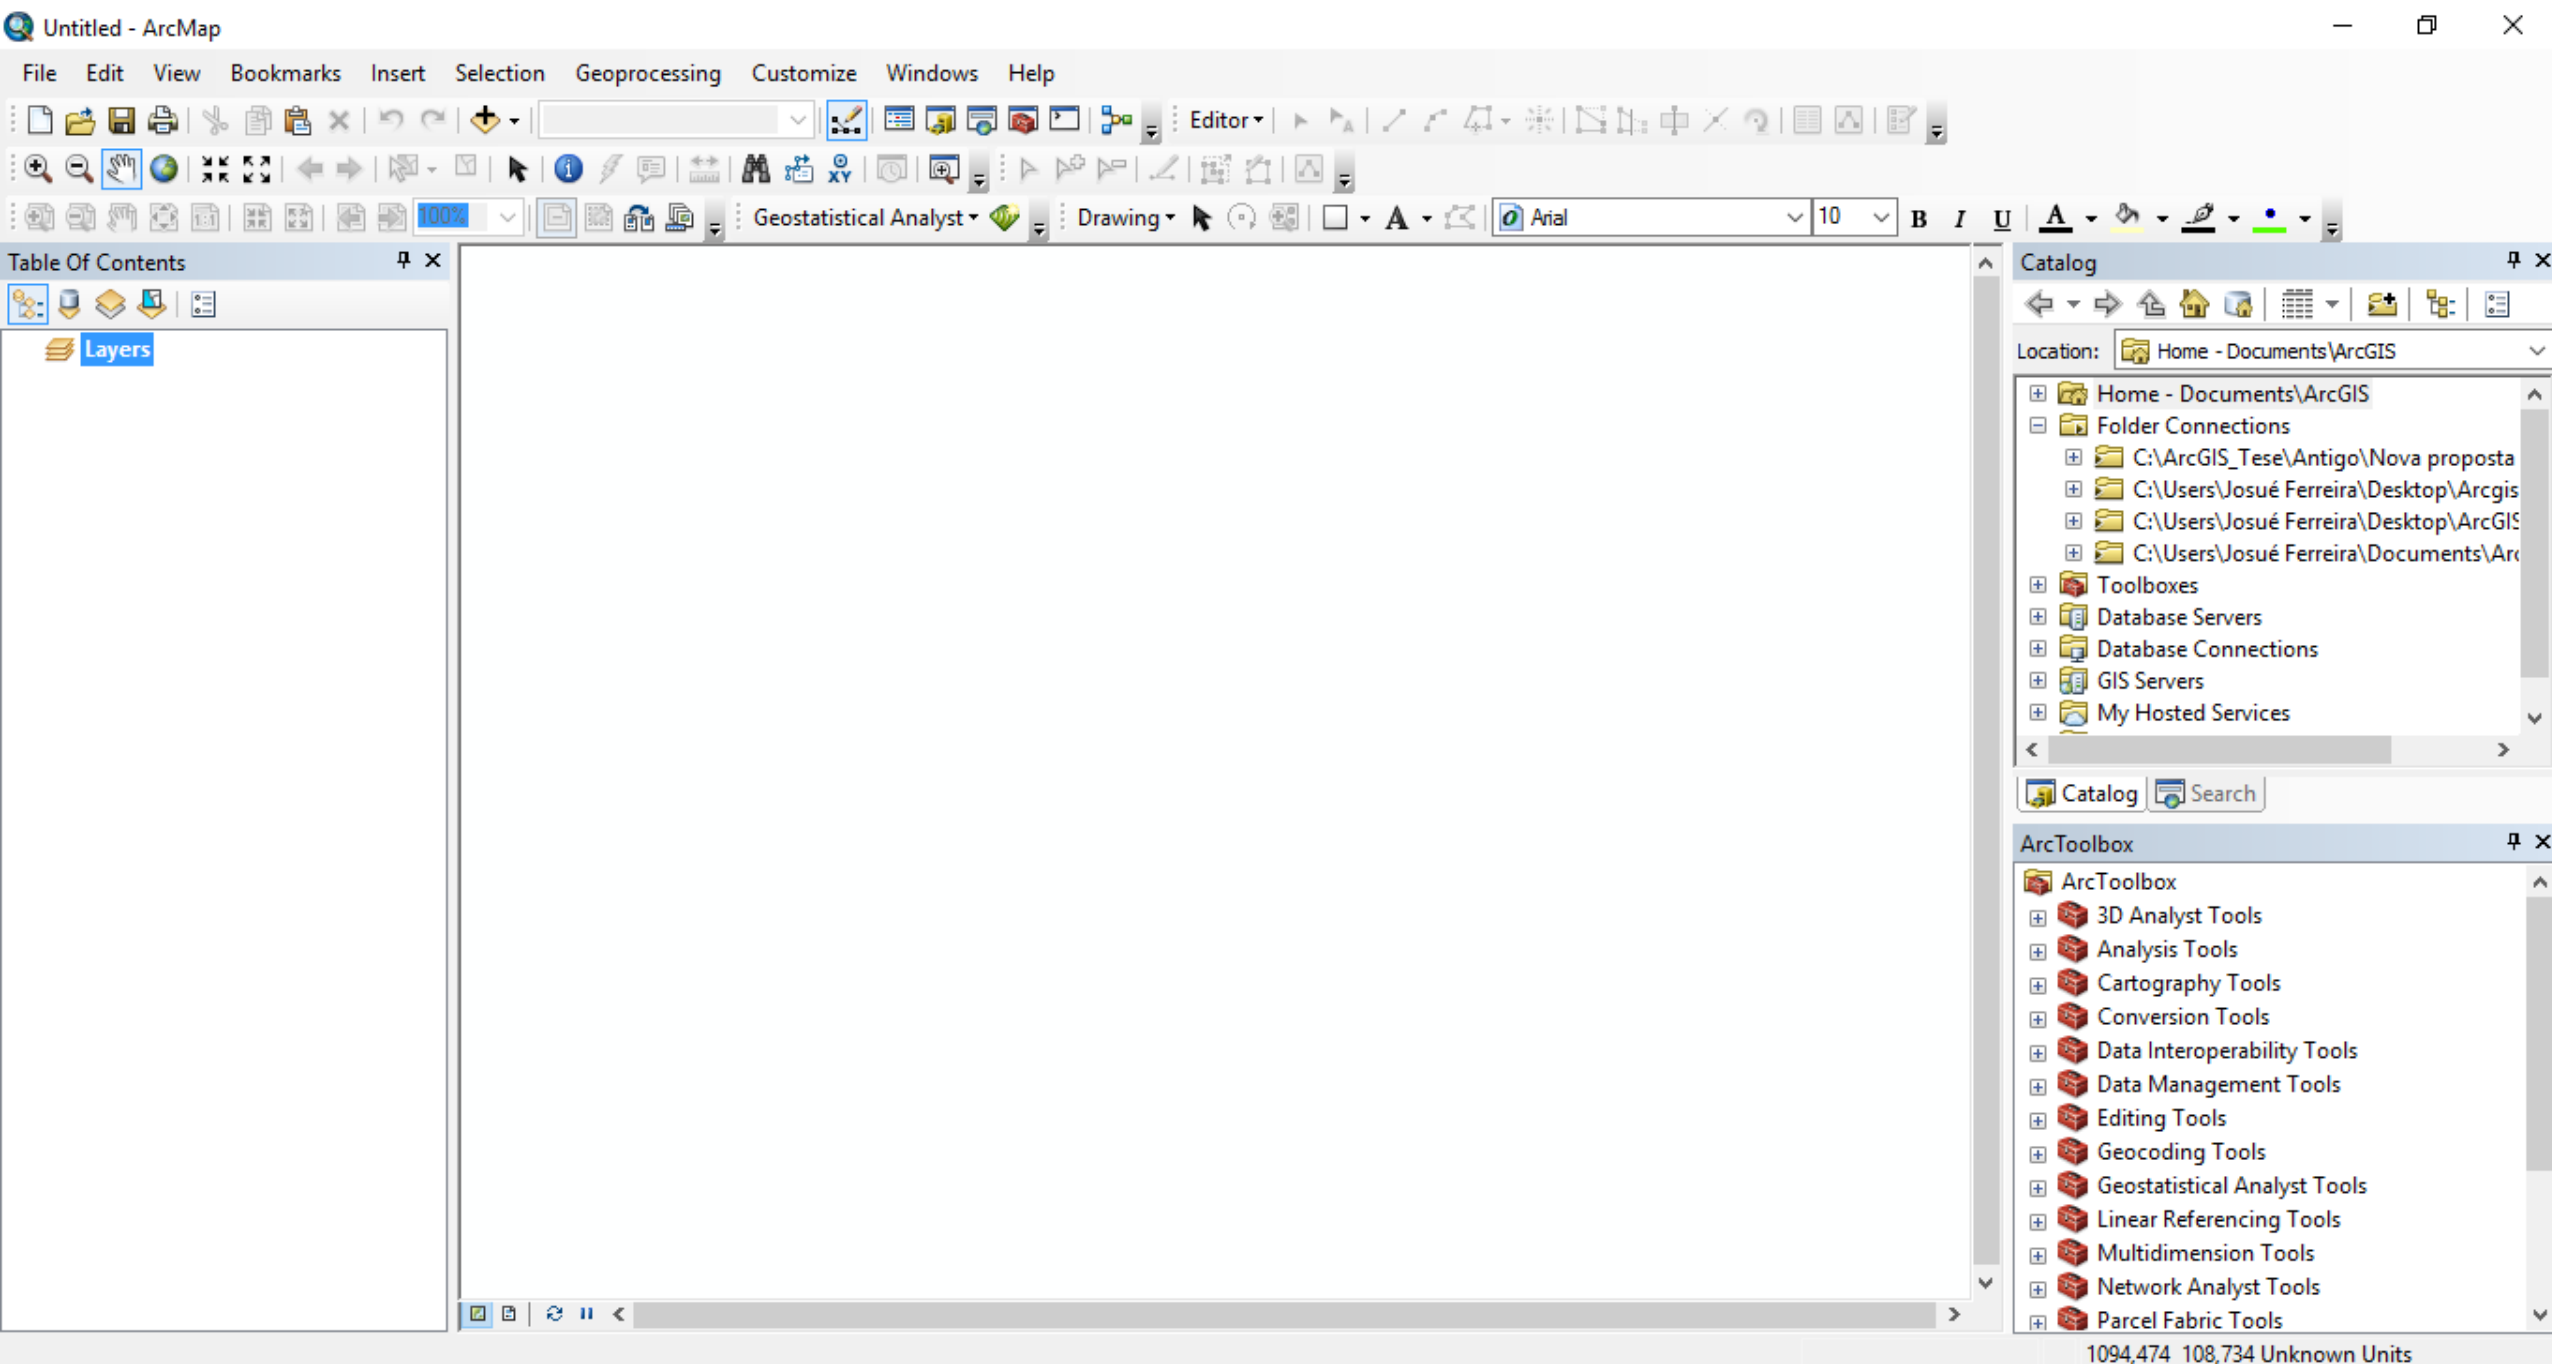 Untitled - ArcMap
File Edit View Bookmarks Insert Selection Geoprocessing Customize Windows Help
Editor
100% Geostatistical Analyst Drawing A Arial 10 B I U A
Table Of Contents
Layers
Catalog
Location: Home - Documents\ArcGIS
Home - Documents\ArcGIS
Folder Connections
C:\ArcGIS_Tese\Antigo\Nova proposta
C:\Users\Josué Ferreira\Desktop\Arcgis
C:\Users\Josué Ferreira\Desktop\ArcGIS
C:\Users\Josué Ferreira\Documents\Arc
Toolboxes
Database Servers
Database Connections
GIS Servers
My Hosted Services
Catalog Search
ArcToolbox
ArcToolbox
3D Analyst Tools
Analysis Tools
Cartography Tools
Conversion Tools
Data Interoperability Tools
Data Management Tools
Editing Tools
Geocoding Tools
Geostatistical Analyst Tools
Linear Referencing Tools
Multidimension Tools
Network Analyst Tools
Parcel Fabric Tools
1094,474 108,734 Unknown Units